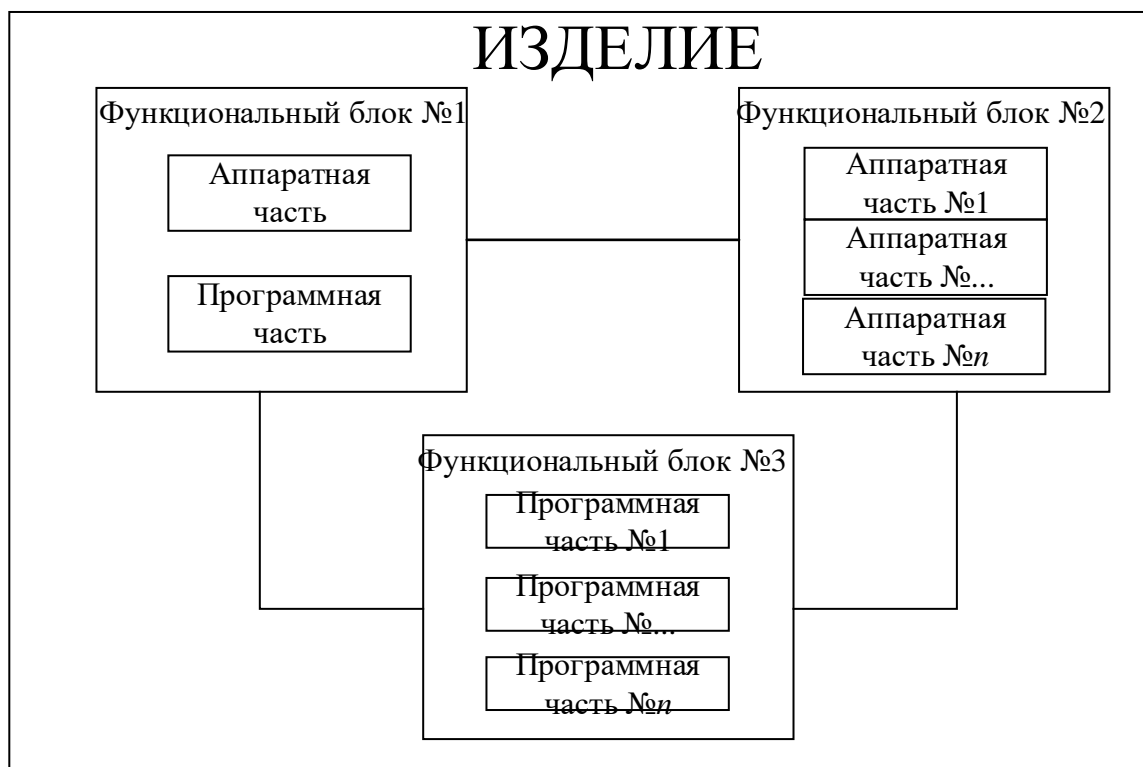 ИЗДЕЛИЕ
Функциональный блок №1
Аппаратная
часть
Программная
часть
Функциональный блок №2
Аппаратная
часть №1
Аппаратная
часть №...
Аппаратная
часть №n
Функциональный блок №3
Программная
часть №1
Программная
часть №...
Программная
часть №n